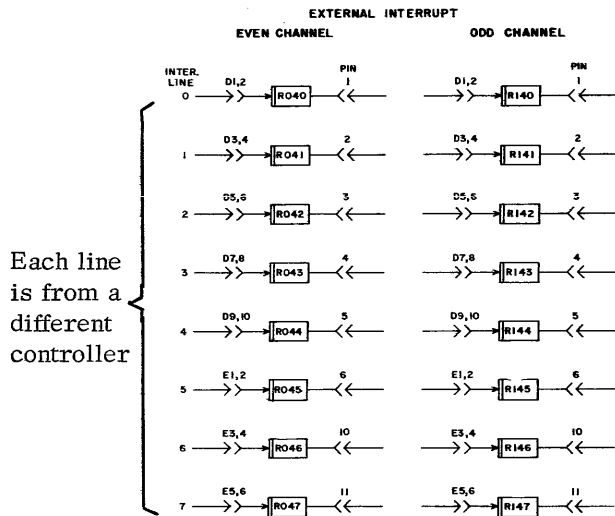 EXTERNAL INTERRUPT
EVEN CHANNEL ODD CHANNEL
INTER. LINE PIN PIN
0 D1,2 R040 1 D1,2 R140 1
1 D3,4 R041 2 D3,4 R141 2
2 D5,6 R042 3 D5,6 R142 3
3 D7,8 R043 4 D7,8 R143 4
4 D9,10 R044 5 D9,10 R144 5
5 E1,2 R045 6 E1,2 R145 6
6 E3,4 R046 10 E3,4 R146 10
7 E5,6 R047 11 E5,6 R147 11
Each line
is from a
different
controller